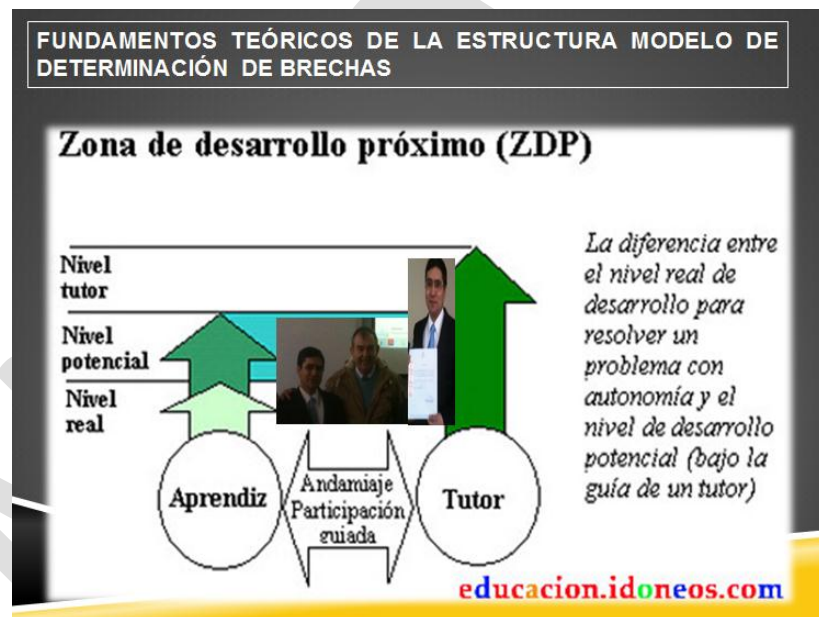 FUNDAMENTOS TEÓRICOS DE LA ESTRUCTURA MODELO DE
DETERMINACIÓN DE BRECHAS
Zona de desarrollo próximo (ZDP)
Nivel
tutor
Nivel
potencial
Nivel
real
Aprendiz
Andamiaje
Participación
guiada
Tutor
La diferencia entre
el nivel real de
desarrollo para
resolver un
problema con
autonomía y el
nivel de desarrollo
potencial (bajo la
guía de un tutor)
educacion.idoneos.com